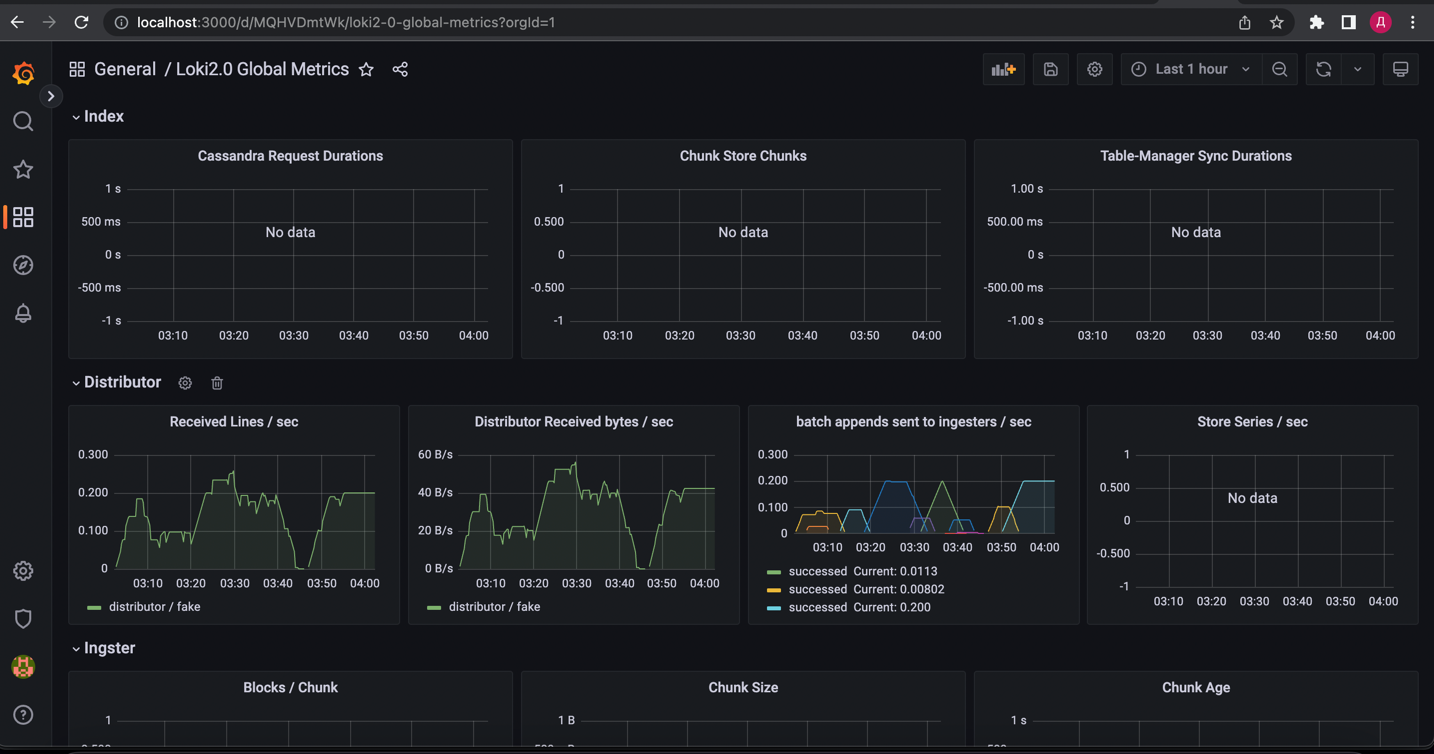 localhost:3000/d/MQHVDmtWk/loki2-0-global-metrics?orgId=1
Д
General / Loki2.0 Global Metrics
Last 1 hour
Index
Cassandra Request Durations
1 s
500 ms
0 s
-500 ms
-1 s
No data
03:10 03:20 03:30 03:40 03:50 04:00
Chunk Store Chunks
1
0.500
0
-0.500
-1
No data
03:10 03:20 03:30 03:40 03:50 04:00
Table-Manager Sync Durations
1.00 s
500.00 ms
0 s
-500.00 ms
-1.00 s
No data
03:10 03:20 03:30 03:40 03:50 04:00
Distributor
Received Lines / sec
0.300
0.200
0.100
0
03:10 03:20 03:30 03:40 03:50 04:00
distributor / fake
Distributor Received bytes / sec
60 B/s
40 B/s
20 B/s
0 B/s
03:10 03:20 03:30 03:40 03:50 04:00
distributor / fake
batch appends sent to ingesters / sec
0.300
0.200
0.100
0
03:10 03:20 03:30 03:40 03:50 04:00
successed Current: 0.0113
successed Current: 0.00802
successed Current: 0.200
Store Series / sec
1
0.500
0
-0.500
-1
No data
03:10 03:20 03:30 03:40 03:50 04:00
Ingster
Blocks / Chunk
1
Chunk Size
1 B
Chunk Age
1 s